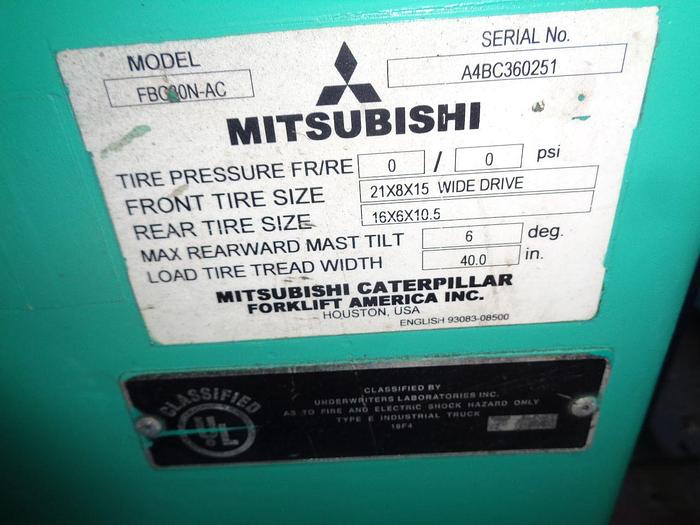 MODEL
SERIAL No.
A4BC360251
MITSUBISHI
TIRE PRESSURE FR/RE 0 / 0 psi
FRONT TIRE SIZE 21X8X15 WIDE DRIVE
REAR TIRE SIZE 16X6X10.5
MAX REARWARD MAST TILT 6 deg.
LOAD TIRE TREAD WIDTH 40.0 in.
MITSUBISHI CATERPILLAR
FORKLIFT AMERICA INC.
HOUSTON, USA
ENGLISH 93083-08500
CLASSIFIED
UL
CLASSIFIED BY
UNDERWRITERS LABORATORIES INC.
AS TO FIRE AND ELECTRIC SHOCK HAZARD ONLY
TYPE E INDUSTRIAL TRUCK